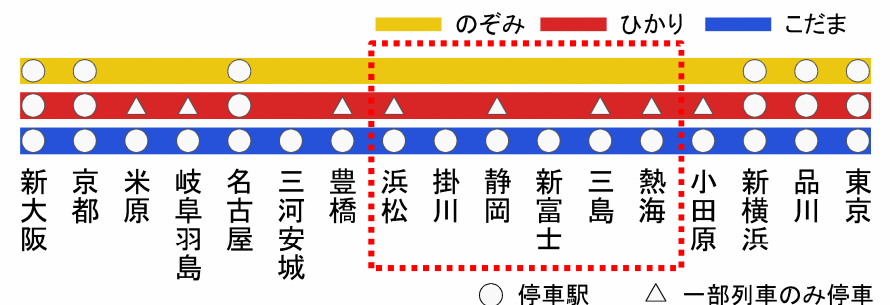 のぞみ ひかり こだま
新大阪
京都
米原
岐阜羽島
名古屋
三河安城
豊橋
浜松
掛川
静岡
新富士
三島
熱海
小田原
新横浜
品川
東京
停車駅 一部列車のみ停車